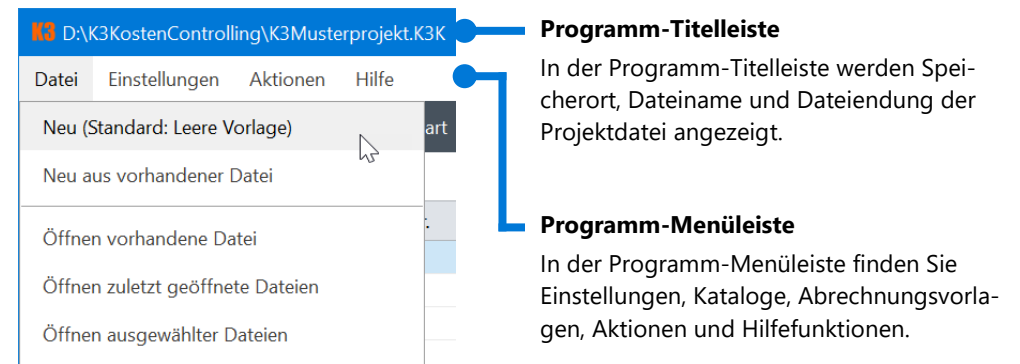 K3 D:\K3KostenControlling\K3Musterprojekt.K3K
Datei Einstellungen Aktionen Hilfe
Neu (Standard: Leere Vorlage)
art
Neu aus vorhandener Datei
Öffnen vorhandene Datei
Öffnen zuletzt geöffnete Dateien
Öffnen ausgewählter Dateien
Programm-Titelleiste
In der Programm-Titelleiste werden Spei-
cherort, Dateiname und Dateiendung der
Projektdatei angezeigt.
Programm-Menüleiste
In der Programm-Menüleiste finden Sie
Einstellungen, Kataloge, Abrechnungsvorla-
gen, Aktionen und Hilfefunktionen.